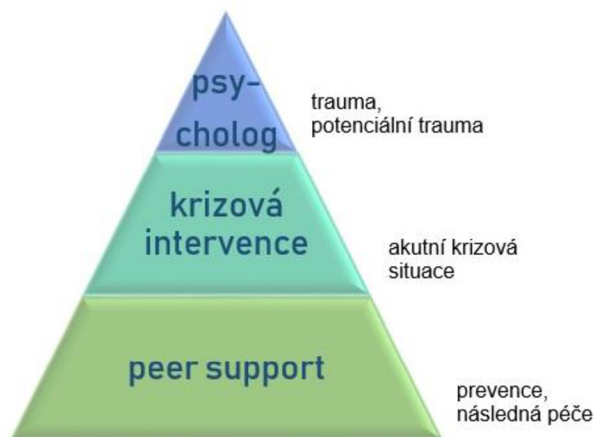 psy-
cholog
trauma,
potenciální trauma
krizová
intervence
akutní krizová
situace
peer support
prevence,
následná péče